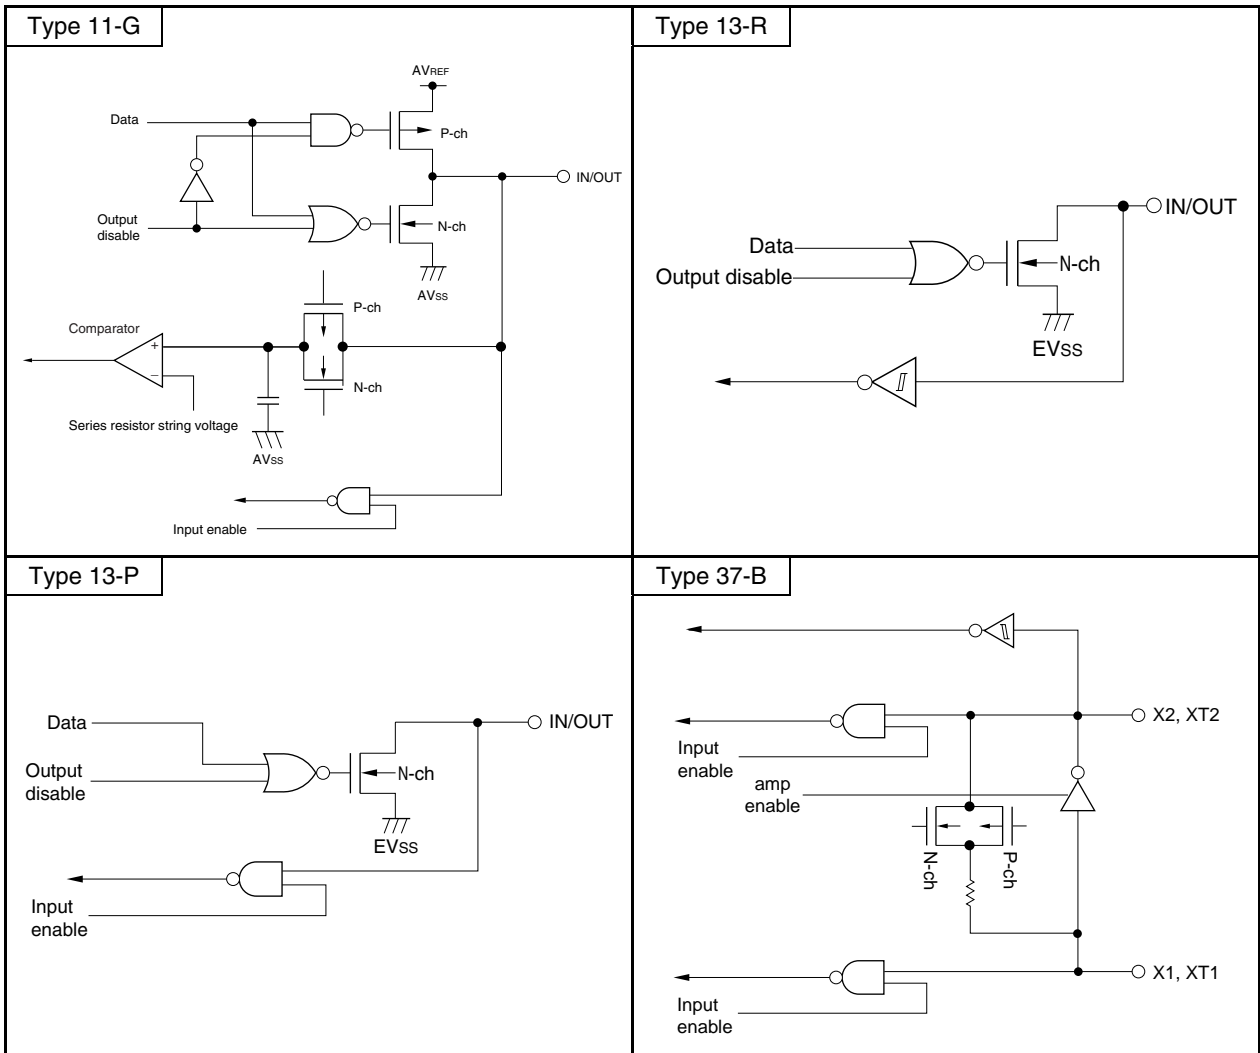 Type 11-G
AVREF
Data
P-ch
IN/OUT
Output
disable
N-ch
AVSS
P-ch
Comparator
+
−
N-ch
Series resistor string voltage
AVSS
Input enable
Type 13-R
IN/OUT
Data
Output disable
N-ch
EVSS
Type 13-P
Data
IN/OUT
Output
disable
N-ch
EVSS
Input
enable
Type 37-B
X2, XT2
Input
enable
amp
enable
N-ch
P-ch
X1, XT1
Input
enable